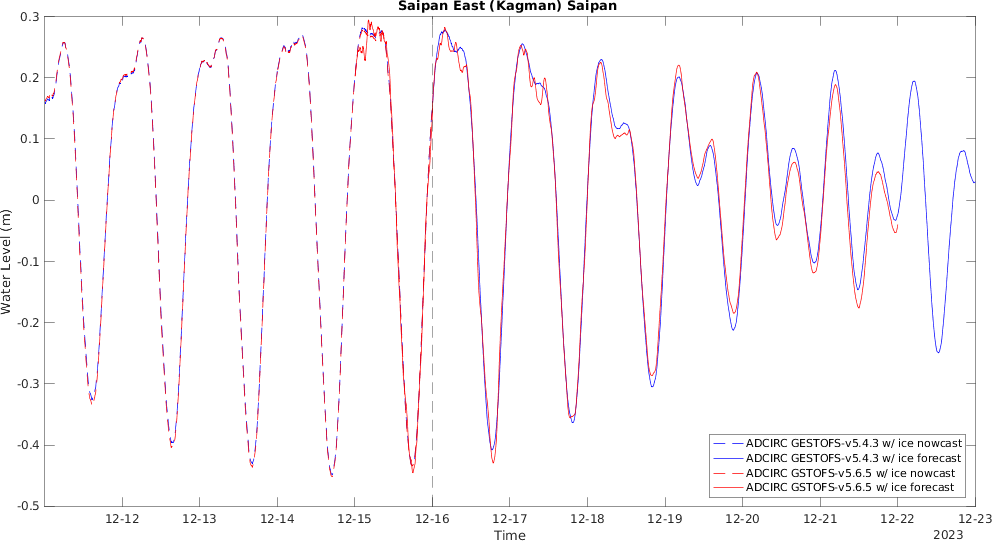 Saipan East (Kagman) Saipan
Water Level (m)
0.3
0.2
0.1
0
-0.1
-0.2
-0.3
-0.4
-0.5
ADCIRC GESTOFS-v5.4.3 w/ ice nowcast
ADCIRC GESTOFS-v5.4.3 w/ ice forecast
ADCIRC GSTOFS-v5.6.5 w/ ice nowcast
ADCIRC GSTOFS-v5.6.5 w/ ice forecast
12-12 12-13 12-14 12-15 12-16 12-17 12-18 12-19 12-20 12-21 12-22 12-23
Time
2023